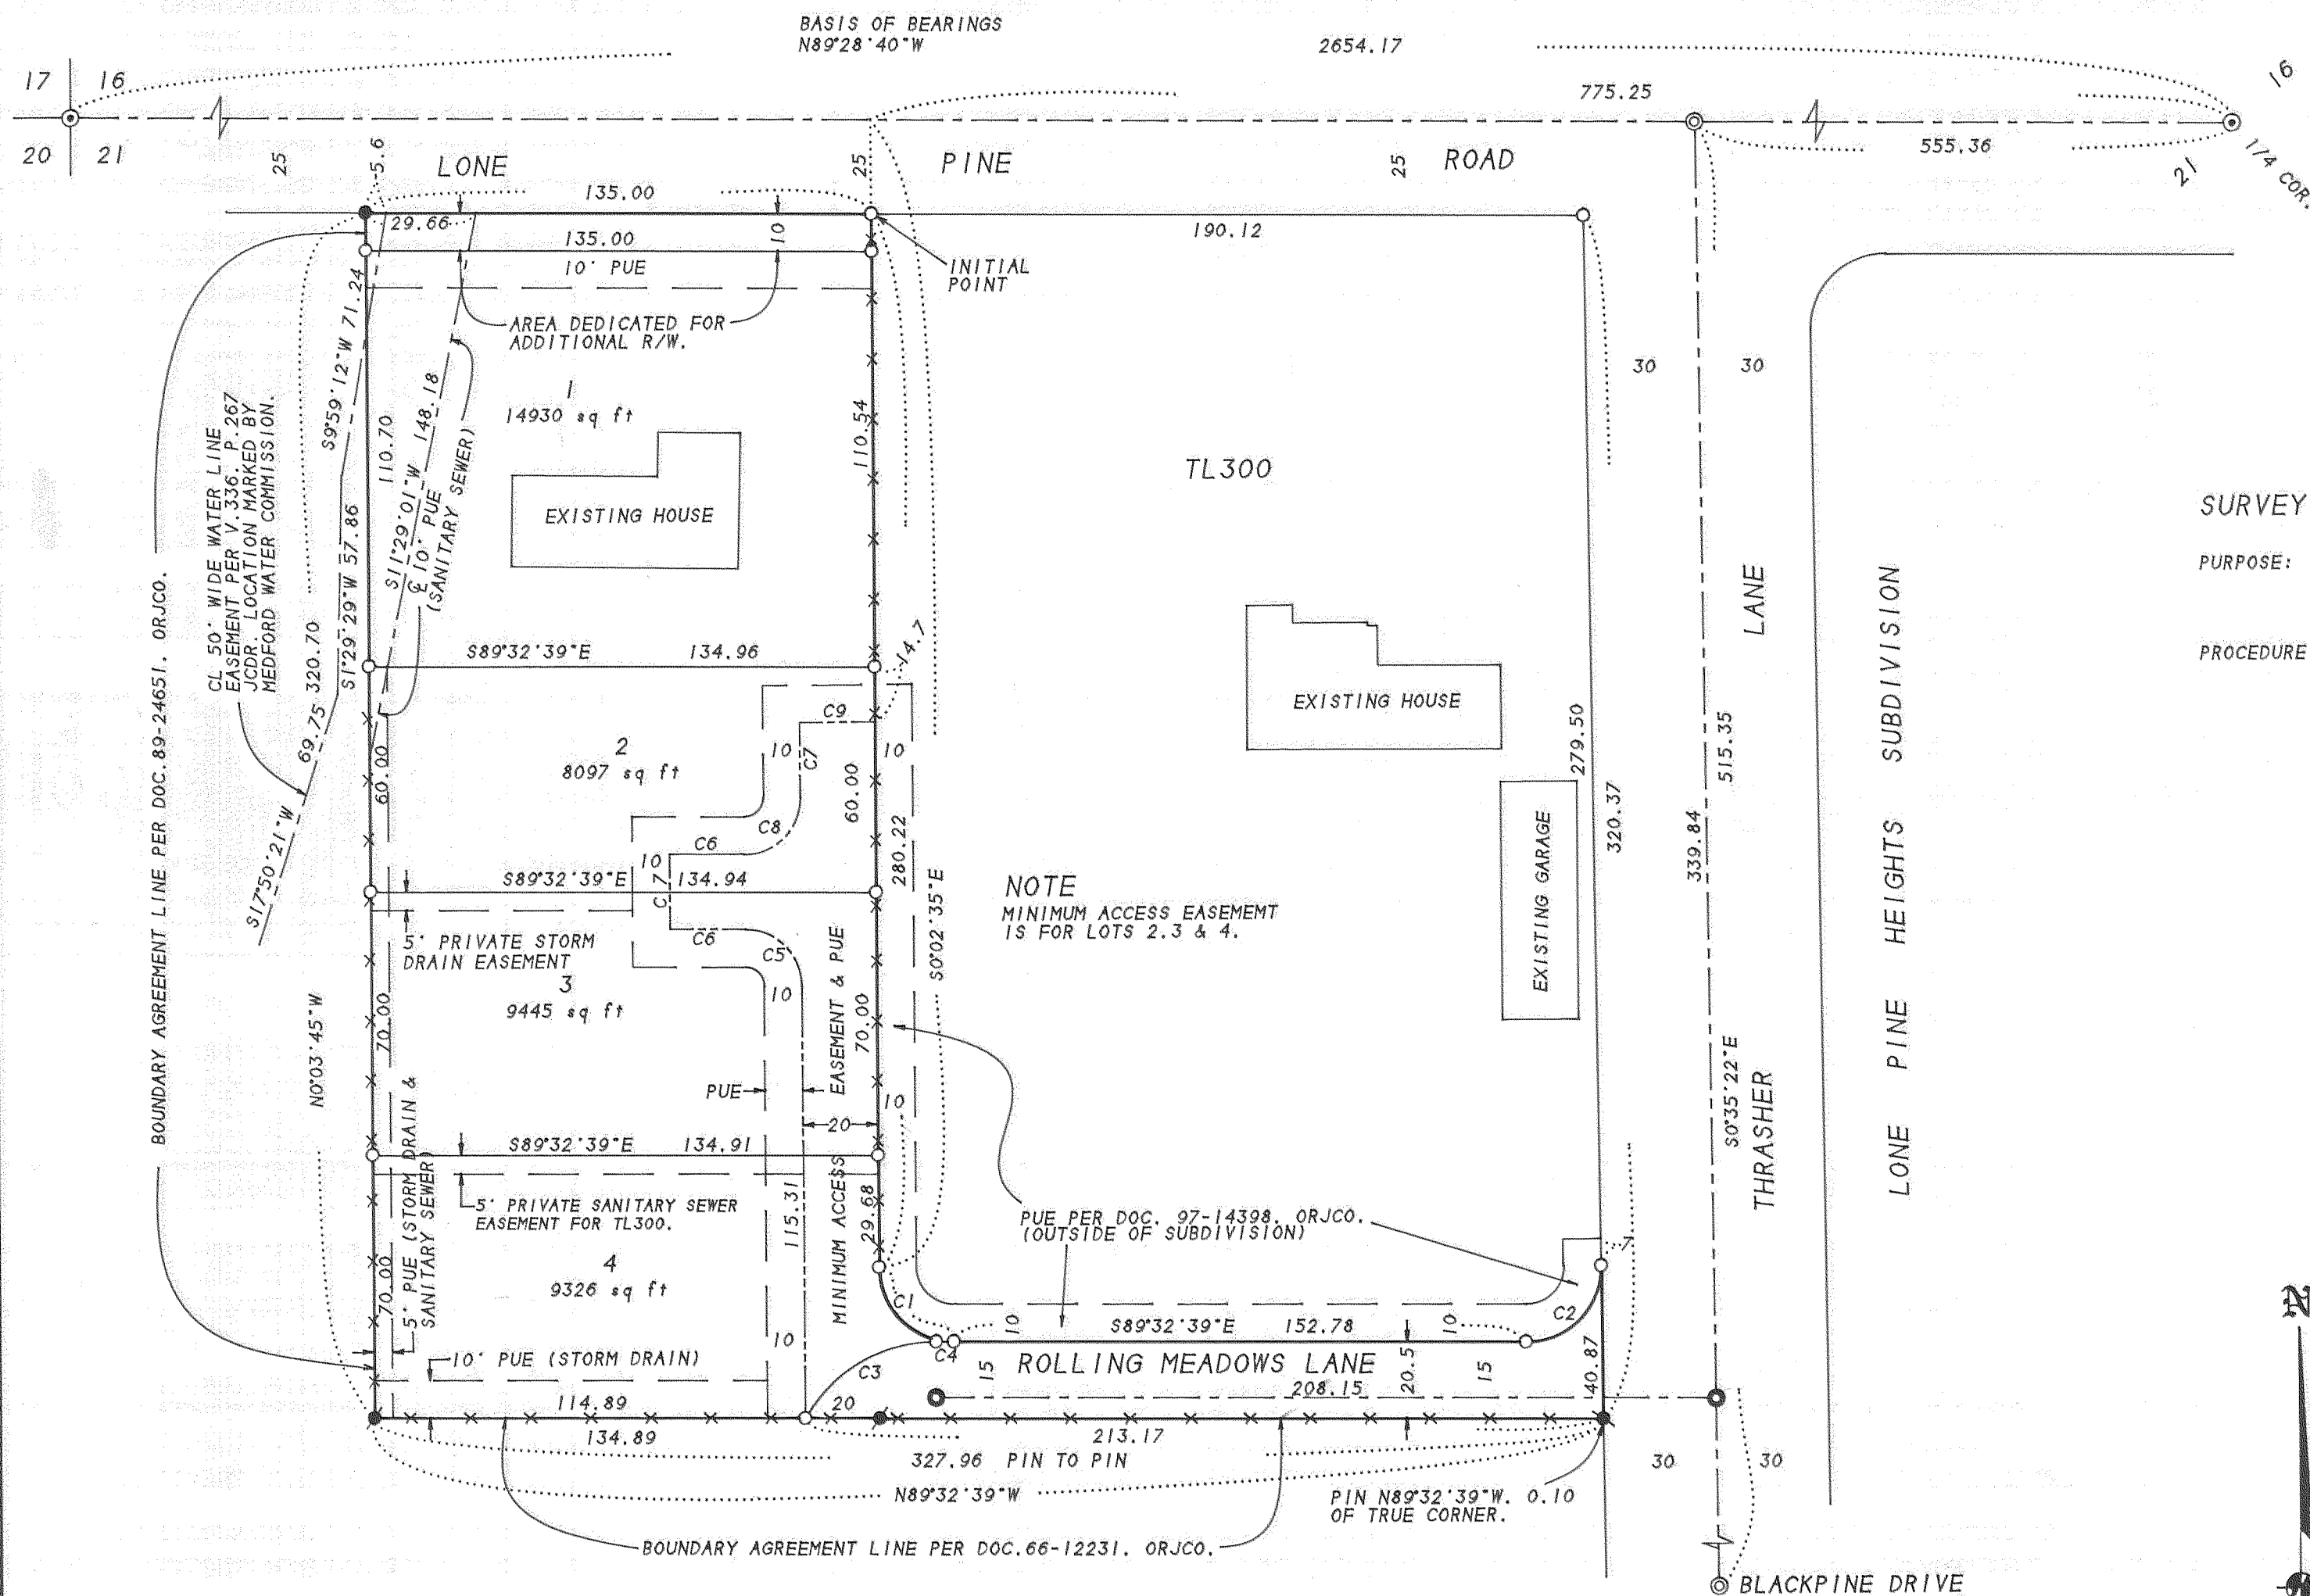 BASIS OF BEARINGS
N89°28'40"W
2654.17
17 16
20 21
775.25
16
555.36
21
1/4 COR.
25
5.6
LONE
25
PINE
25
ROAD
135.00
29.66
10
190.12
135.00
10' PUE
INITIAL
POINT
AREA DEDICATED FOR
ADDITIONAL R/W.
S9°59'12"W 71.24
110.70
S11°29'01"W 148.18
℄ 10' PUE
(SANITARY SEWER)
1
14930 sq ft
110.54
EXISTING HOUSE
CL 50' WIDE WATER LINE
EASEMENT PER V.336. P.267
JCDR. LOCATION MARKED BY
MEDFORD WATER COMMISSION.
S1°29'29"W 57.86
320.70
69.75
S17°50'21"W
BOUNDARY AGREEMENT LINE PER DOC.89-24651. ORJCO.
TL300
30
30
SURVEY
PURPOSE:
PROCEDURE
LANE
LONE PINE HEIGHTS SUBDIVISION
S89°32'39"E 134.96
14.7
EXISTING HOUSE
C9
10
C7
10
2
8097 sq ft
60.00
60.00
C8
C6
10
280.22
279.50
515.35
320.37
339.84
EXISTING GARAGE
S89°32'39"E 134.94
C7
S0°02'35"E
NOTE
MINIMUM ACCESS EASEMEMT
IS FOR LOTS 2.3 & 4.
5' PRIVATE STORM
DRAIN EASEMENT
C6
C5
3
9445 sq ft
10
70.00
N0°03'45"W
70.00
MINIMUM ACCESS EASEMENT & PUE
PUE
10
20
S0°35'22"E
THRASHER
S89°32'39"E 134.91
5' PRIVATE SANITARY SEWER
EASEMENT FOR TL300.
5' PUE (STORM DRAIN &
SANITARY SEWER)
115.31
29.68
PUE PER DOC. 97-14398. ORJCO.
(OUTSIDE OF SUBDIVISION)
7
4
9326 sq ft
70.00
10
C1
10
S89°32'39"E 152.78
10
C2
10' PUE (STORM DRAIN)
C4
C3
15
ROLLING MEADOWS LANE
20.5
15
40.87
208.15
114.89
20
134.89
213.17
327.96 PIN TO PIN
N89°32'39"W
30
30
PIN N89°32'39"W. 0.10
OF TRUE CORNER.
BOUNDARY AGREEMENT LINE PER DOC.66-12231. ORJCO.
BLACKPINE DRIVE